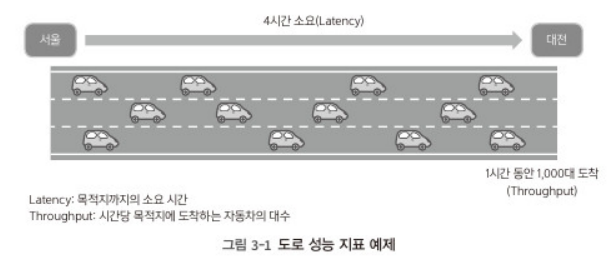 4시간 소요(Latency)
서울
대전
1시간 동안 1,000대 도착
(Throughput)
Latency: 목적지까지의 소요 시간
Throughput: 시간당 목적지에 도착하는 자동차의 대수
그림 3-1 도로 성능 지표 예제